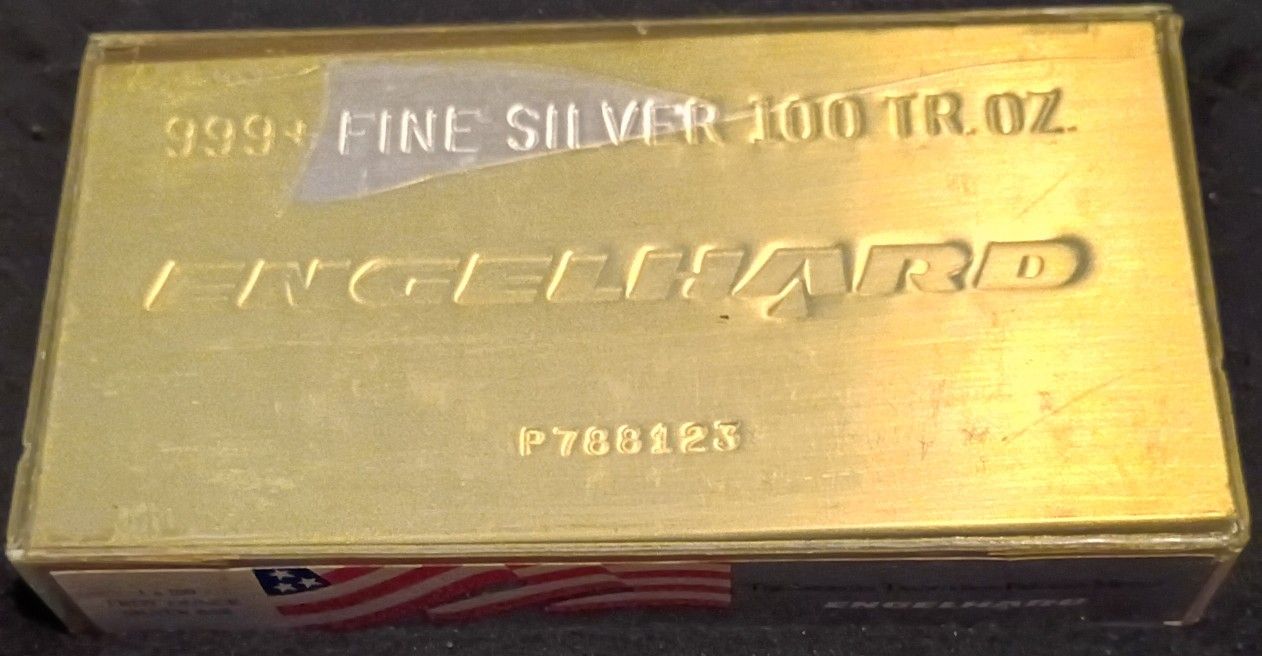 999+ FINE SILVER 100 TR. OZ.
ENGELHARD
P788123
ENGELHARD